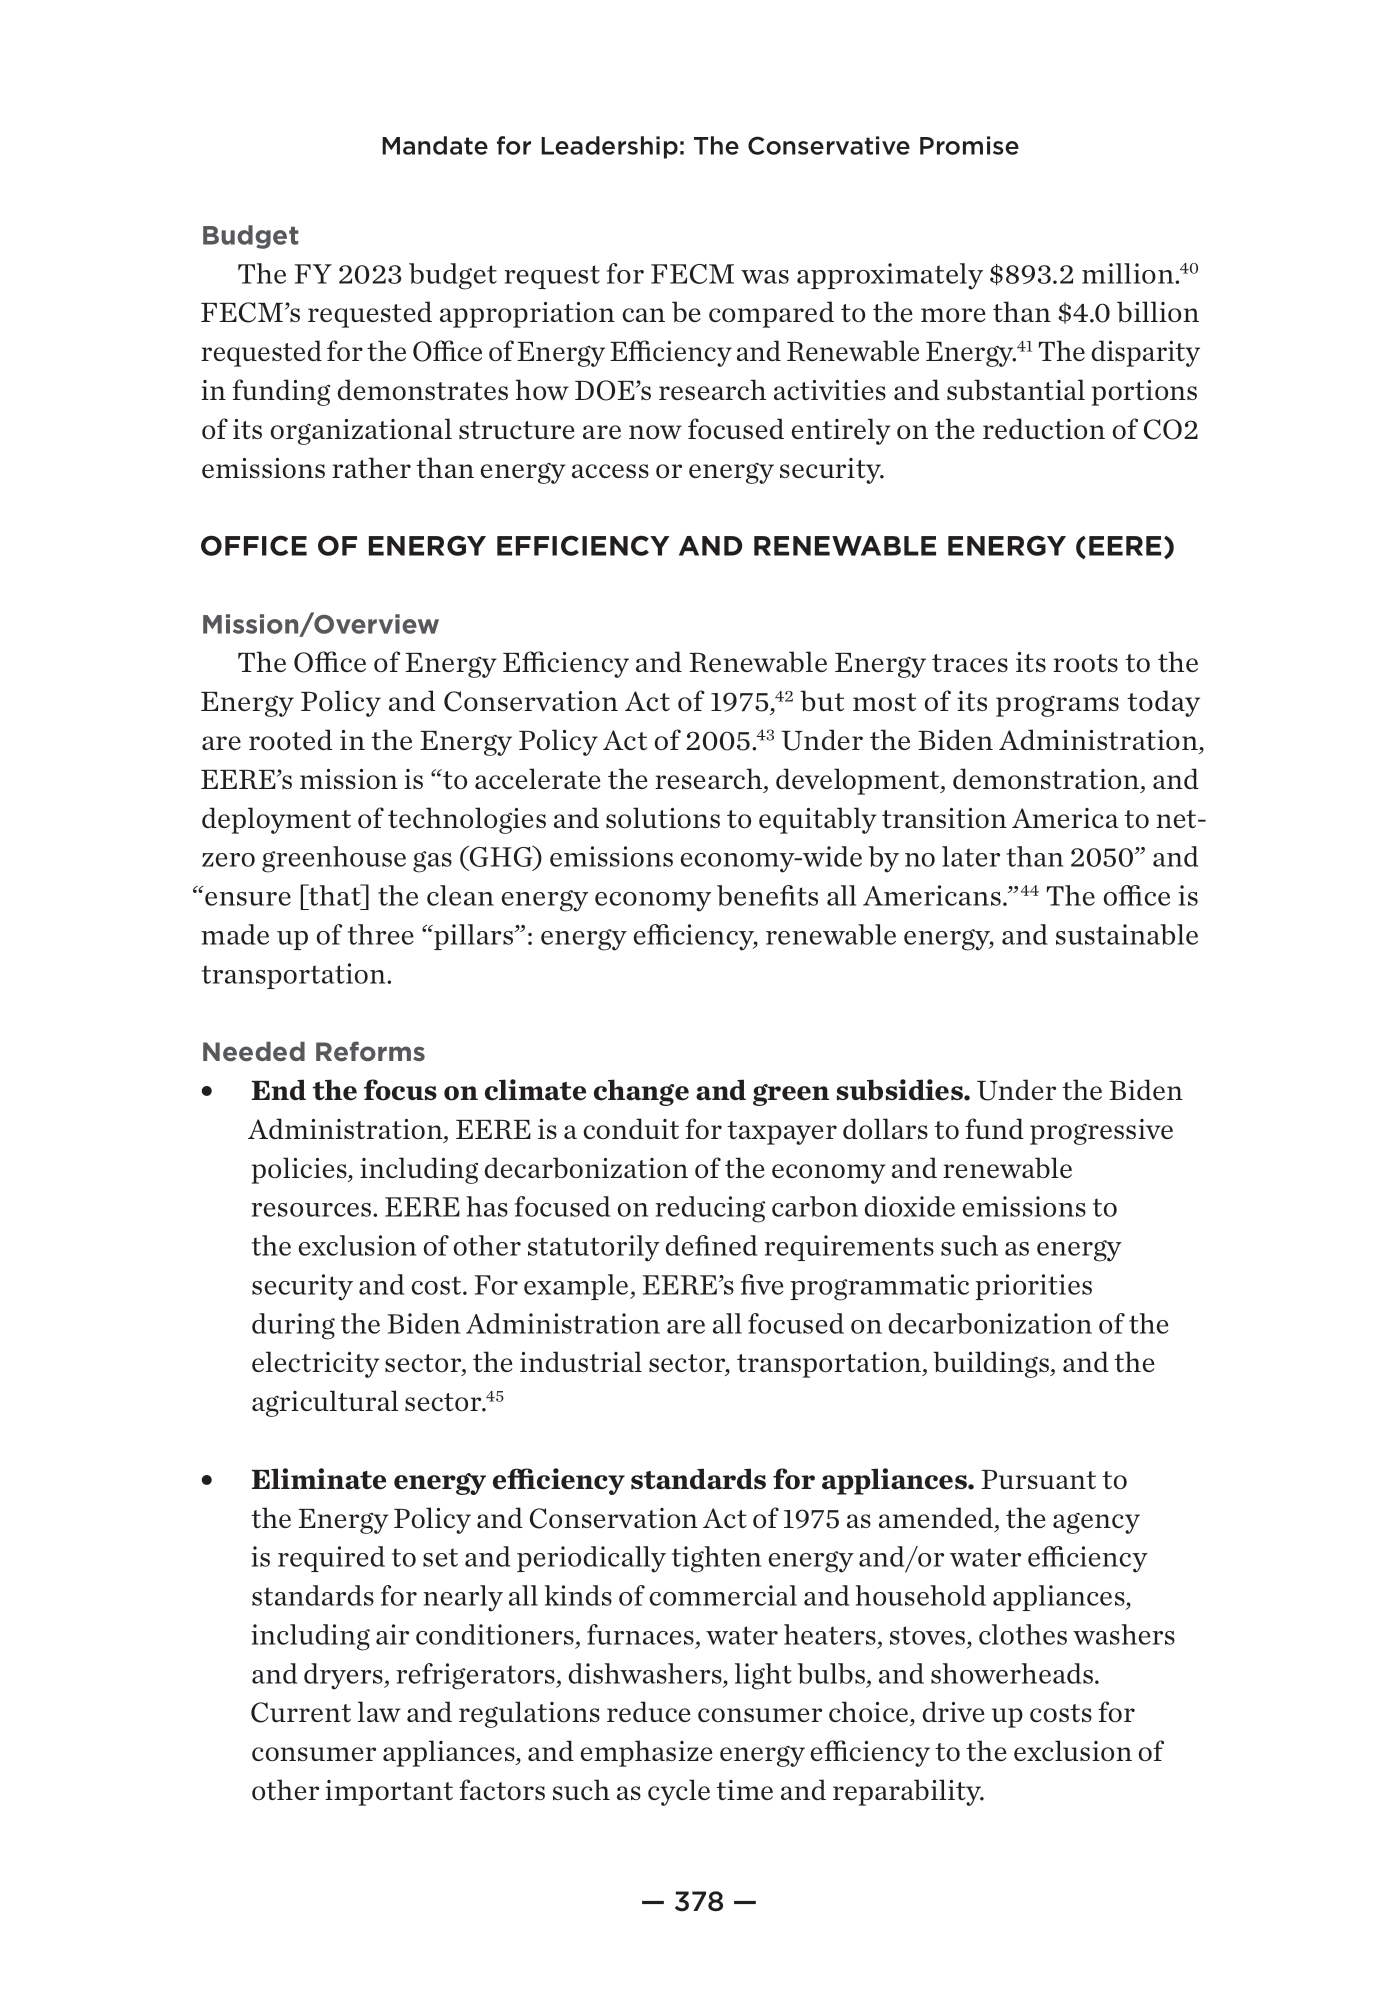 Mandate for Leadership: The Conservative Promise
Budget
The FY 2023 budget request for FECM was approximately $893.2 million.⁴⁰
FECM’s requested appropriation can be compared to the more than $4.0 billion
requested for the Office of Energy Efficiency and Renewable Energy.⁴¹ The disparity
in funding demonstrates how DOE’s research activities and substantial portions
of its organizational structure are now focused entirely on the reduction of CO2
emissions rather than energy access or energy security.
OFFICE OF ENERGY EFFICIENCY AND RENEWABLE ENERGY (EERE)
Mission/Overview
The Office of Energy Efficiency and Renewable Energy traces its roots to the
Energy Policy and Conservation Act of 1975,⁴² but most of its programs today
are rooted in the Energy Policy Act of 2005.⁴³ Under the Biden Administration,
EERE’s mission is “to accelerate the research, development, demonstration, and
deployment of technologies and solutions to equitably transition America to net-
zero greenhouse gas (GHG) emissions economy-wide by no later than 2050” and
“ensure [that] the clean energy economy benefits all Americans.”⁴⁴ The office is
made up of three “pillars”: energy efficiency, renewable energy, and sustainable
transportation.
Needed Reforms
• End the focus on climate change and green subsidies. Under the Biden
Administration, EERE is a conduit for taxpayer dollars to fund progressive
policies, including decarbonization of the economy and renewable
resources. EERE has focused on reducing carbon dioxide emissions to
the exclusion of other statutorily defined requirements such as energy
security and cost. For example, EERE’s five programmatic priorities
during the Biden Administration are all focused on decarbonization of the
electricity sector, the industrial sector, transportation, buildings, and the
agricultural sector.⁴⁵
• Eliminate energy efficiency standards for appliances. Pursuant to
the Energy Policy and Conservation Act of 1975 as amended, the agency
is required to set and periodically tighten energy and/or water efficiency
standards for nearly all kinds of commercial and household appliances,
including air conditioners, furnaces, water heaters, stoves, clothes washers
and dryers, refrigerators, dishwashers, light bulbs, and showerheads.
Current law and regulations reduce consumer choice, drive up costs for
consumer appliances, and emphasize energy efficiency to the exclusion of
other important factors such as cycle time and reparability.
— 378 —